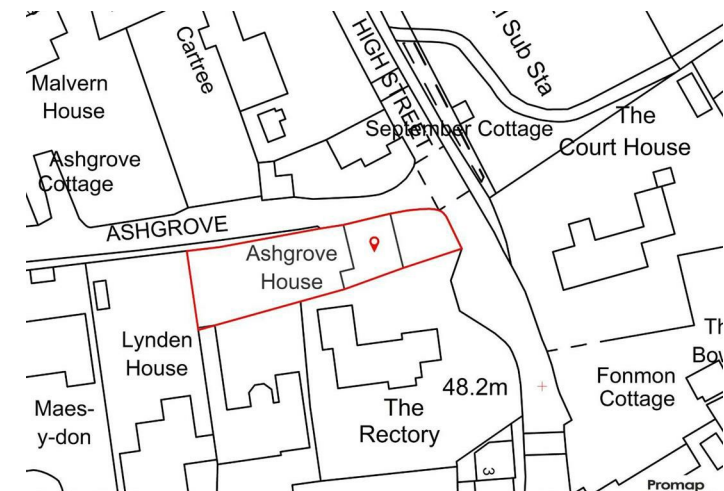 HIGH STREET
Sub Sta
Cartree
Malvern
House
September Cottage
The
Court House
Ashgrove
Cottage
ASHGROVE
Ashgrove
House
Lynden
House
Fonmon
Cottage
48.2m
Maes-
y-don
The
Rectory
3
Promap